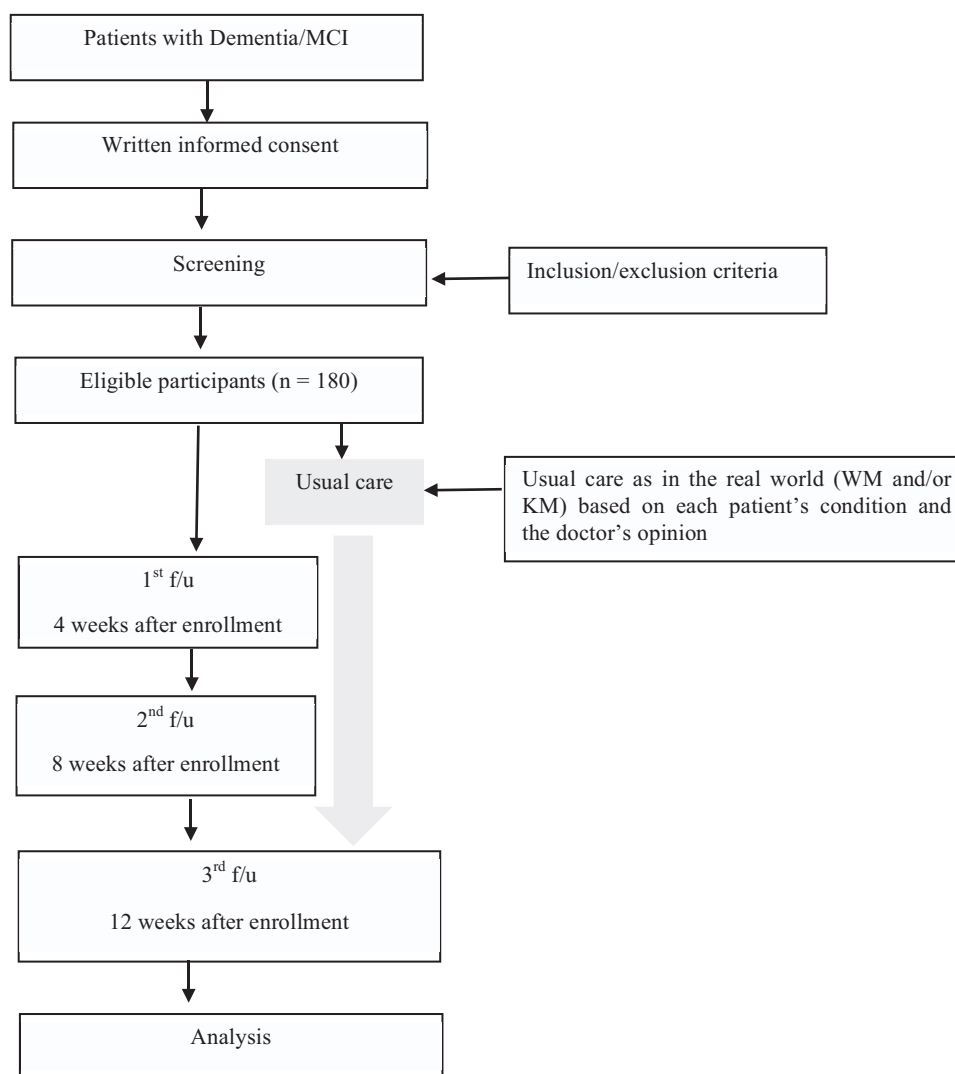 Patients with Dementia/MCI
Written informed consent
Screening
Inclusion/exclusion criteria
Eligible participants (n = 180)
Usual care
Usual care as in the real world (WM and/or
KM) based on each patient's condition and
the doctor's opinion
1st f/u
4 weeks after enrollment
2nd f/u
8 weeks after enrollment
3rd f/u
12 weeks after enrollment
Analysis